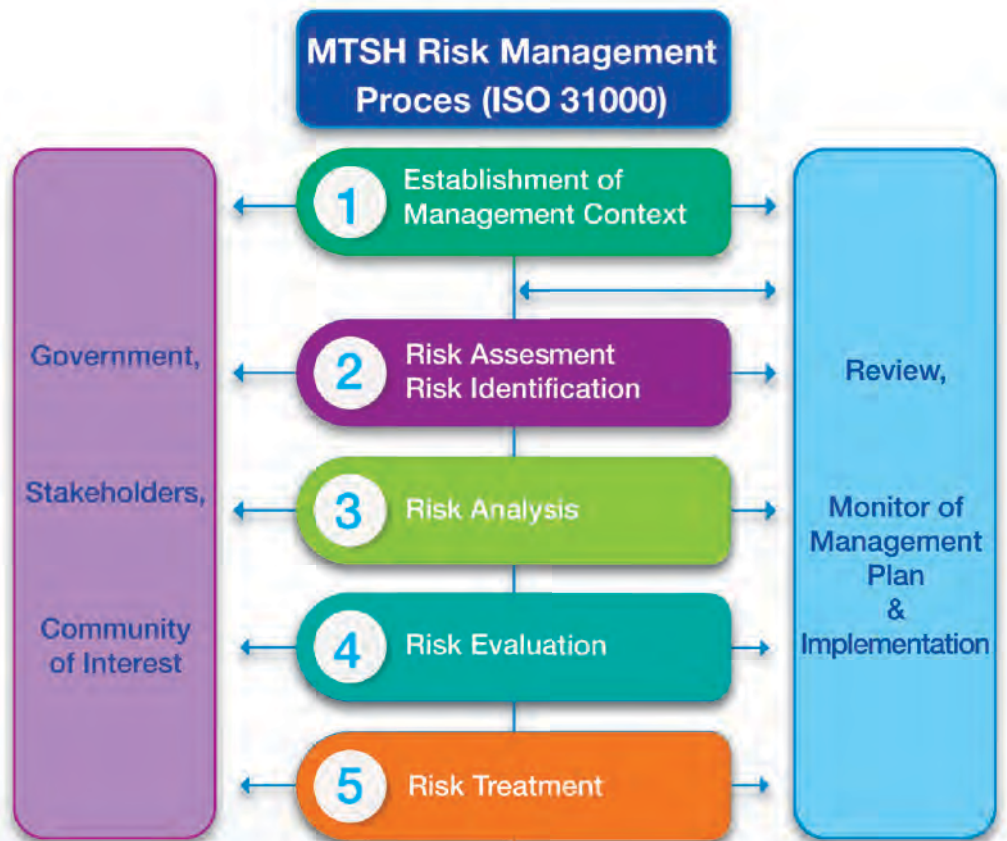 MTSH Risk Management
Proces (ISO 31000)
1
Establishment of
Management Context
2
Risk Assesment
Risk Identification
3
Risk Analysis
4
Risk Evaluation
5
Risk Treatment
Government,
Stakeholders,
Community
of Interest
Review,
Monitor of
Management
Plan
&
Implementation